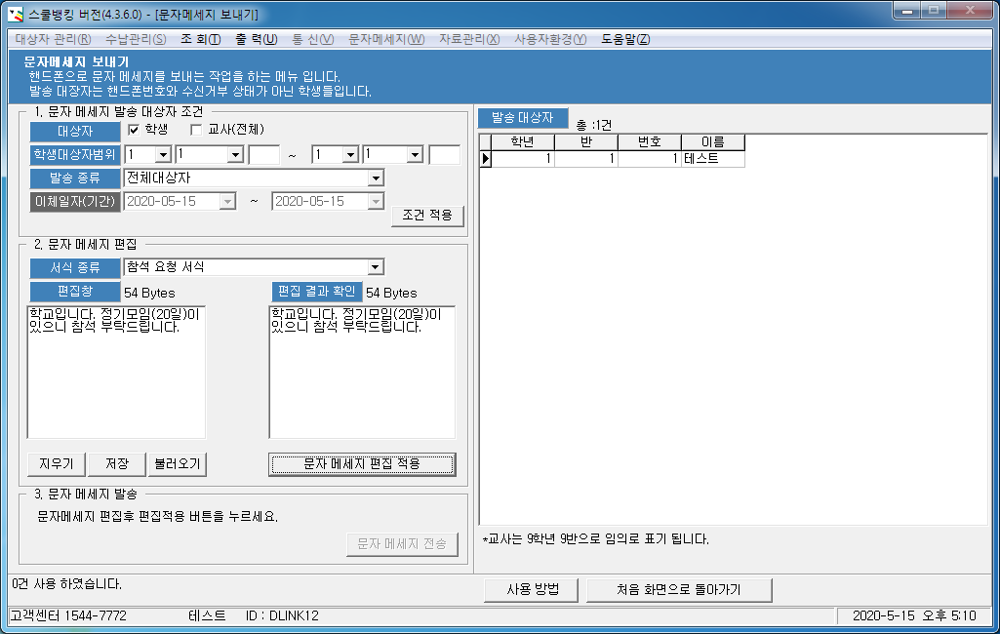 스쿨뱅킹 버전(4.3.6.0) - [문자메세지 보내기]
대상자 관리(R) 수납관리(S) 조 회(T) 출 력(U) 통 신(V) 문자메세지(W) 자료관리(X) 사용자환경(Y) 도움말(Z)
문자메세지 보내기
핸드폰으로 문자 메세지를 보내는 작업을 하는 메뉴 입니다.
발송 대장자는 핸드폰번호와 수신거부 상태가 아닌 학생들입니다.
1. 문자 메세지 발송 대상자 조건
대상자 학생 교사(전체)
학생대상자범위 1 1 ~ 1 1
발송 종류 전체대상자
이체일자(기간) 2020-05-15 ~ 2020-05-15
조건 적용
2. 문자 메세지 편집
서식 종류 참석 요청 서식
편집창 54 Bytes 편집 결과 확인 54 Bytes
학교입니다. 정기모임(20일)이
있으니 참석 부탁드립니다.
학교입니다. 정기모임(20일)이
있으니 참석 부탁드립니다.
지우기 저장 불러오기 문자 메세지 편집 적용
3. 문자 메세지 발송
문자메세지 편집후 편집적용 버튼을 누르세요.
문자 메세지 전송
발송 대상자 총 :1건
학년 반 번호 이름
1 1 1 테스트
*교사는 9학년 9반으로 임의로 표기 됩니다.
0건 사용 하였습니다.
사용 방법 처음 화면으로 돌아가기
고객센터 1544-7772 테스트 ID : DLINK12 2020-5-15 오후 5:10